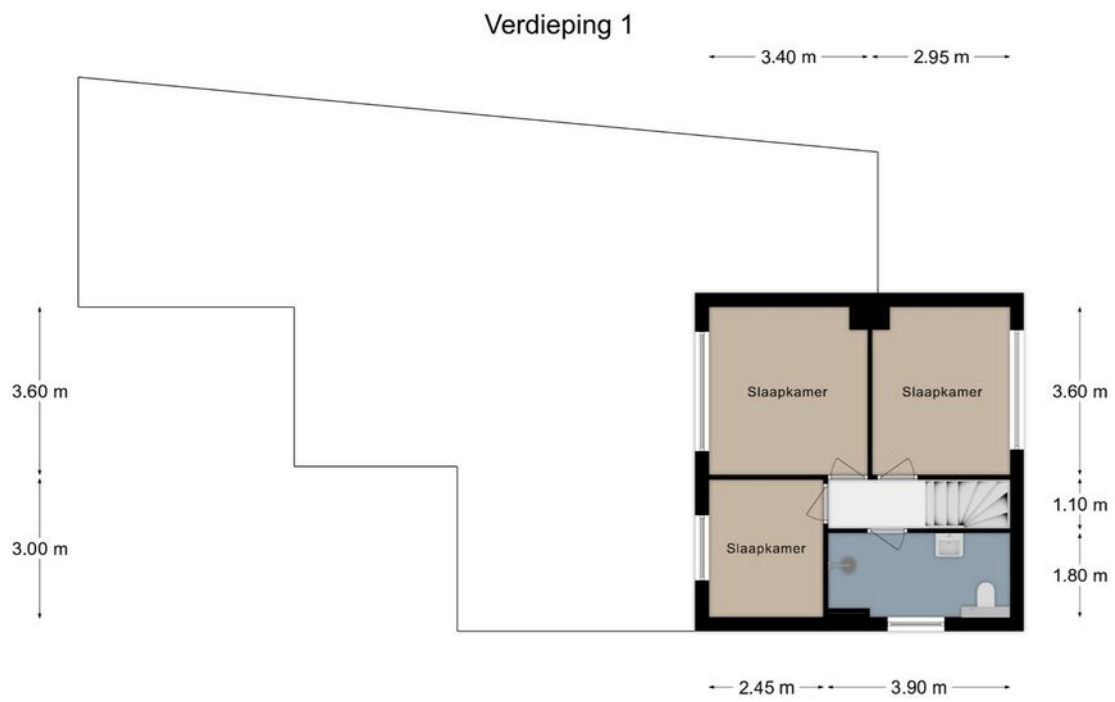 Verdieping 1
3.40 m
2.95 m
3.60 m
Slaapkamer
Slaapkamer
3.60 m
1.10 m
3.00 m
Slaapkamer
1.80 m
2.45 m
3.90 m